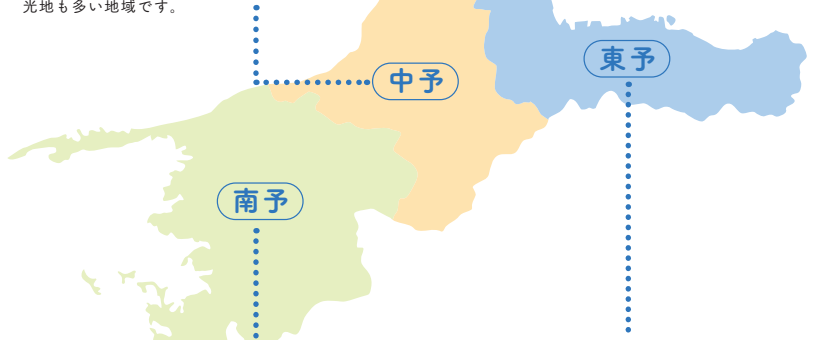 光地も多い地域です。
中予
東予
南予